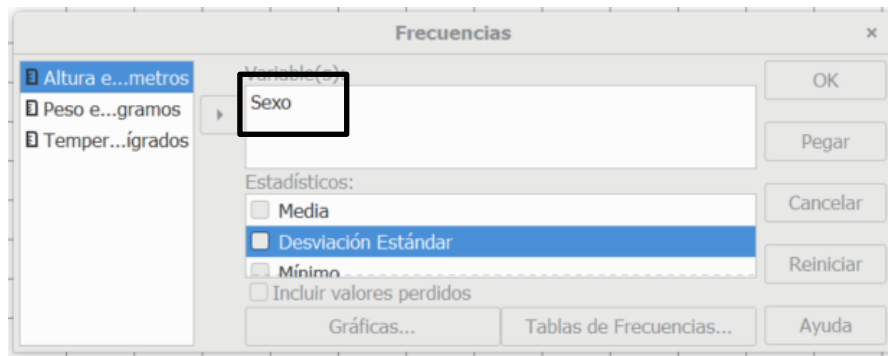 Frecuencias ×
Altura e...metros
Peso e...gramos
Temper...ígrados
Variable(s):
Sexo
Estadísticos:
Media
Desviación Estándar
Mínimo
Incluir valores perdidos
Gráficas...
Tablas de Frecuencias...
OK
Pegar
Cancelar
Reiniciar
Ayuda